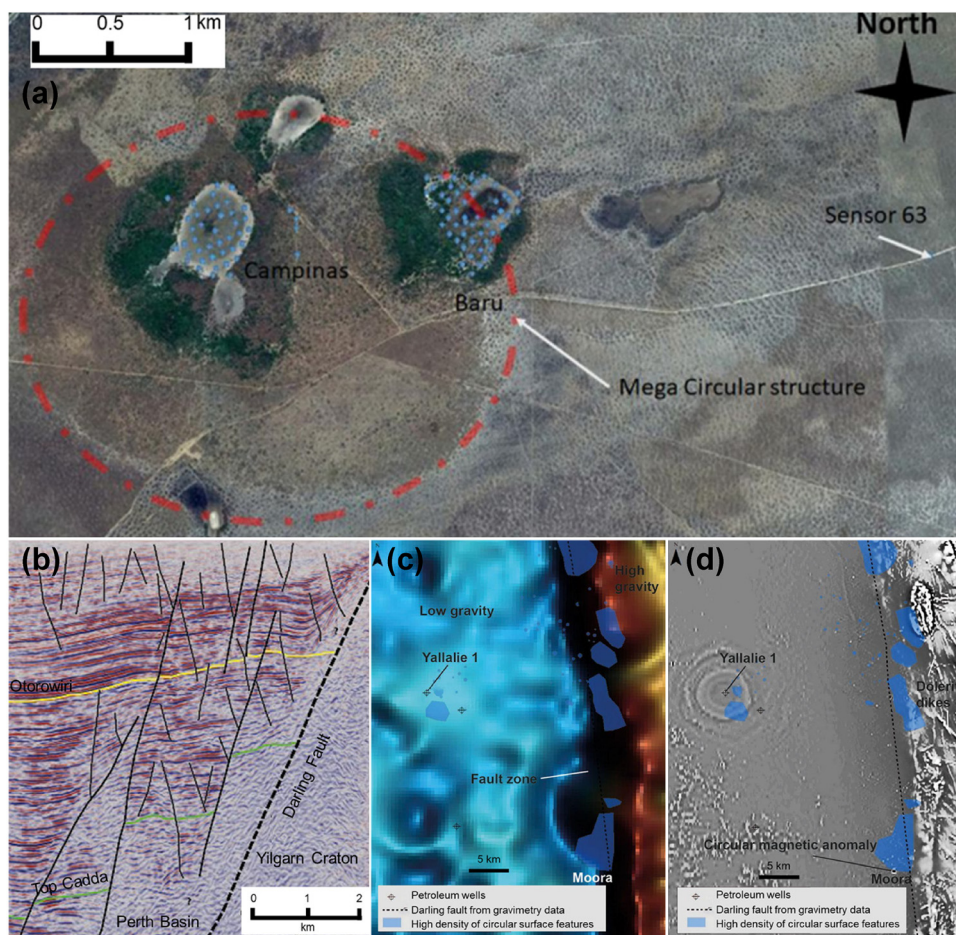 0 0.5 1 km
North
(a)
Sensor 63
Campinas
Baru
Mega Circular structure
(b)
Otorowiri
Darling Fault
Top Cadda
Yilgarn Craton
Perth Basin
0 1 2
km
(c)
High gravity
Low gravity
Yallalie 1
Fault zone
5 km
Moora
Petroleum wells
Darling fault from gravimetry data
High density of circular surface features
(d)
Yallalie 1
dikes
Circular magnetic anomaly
5 km
Moora
Petroleum wells
Darling fault from gravimetry data
High density of circular surface features